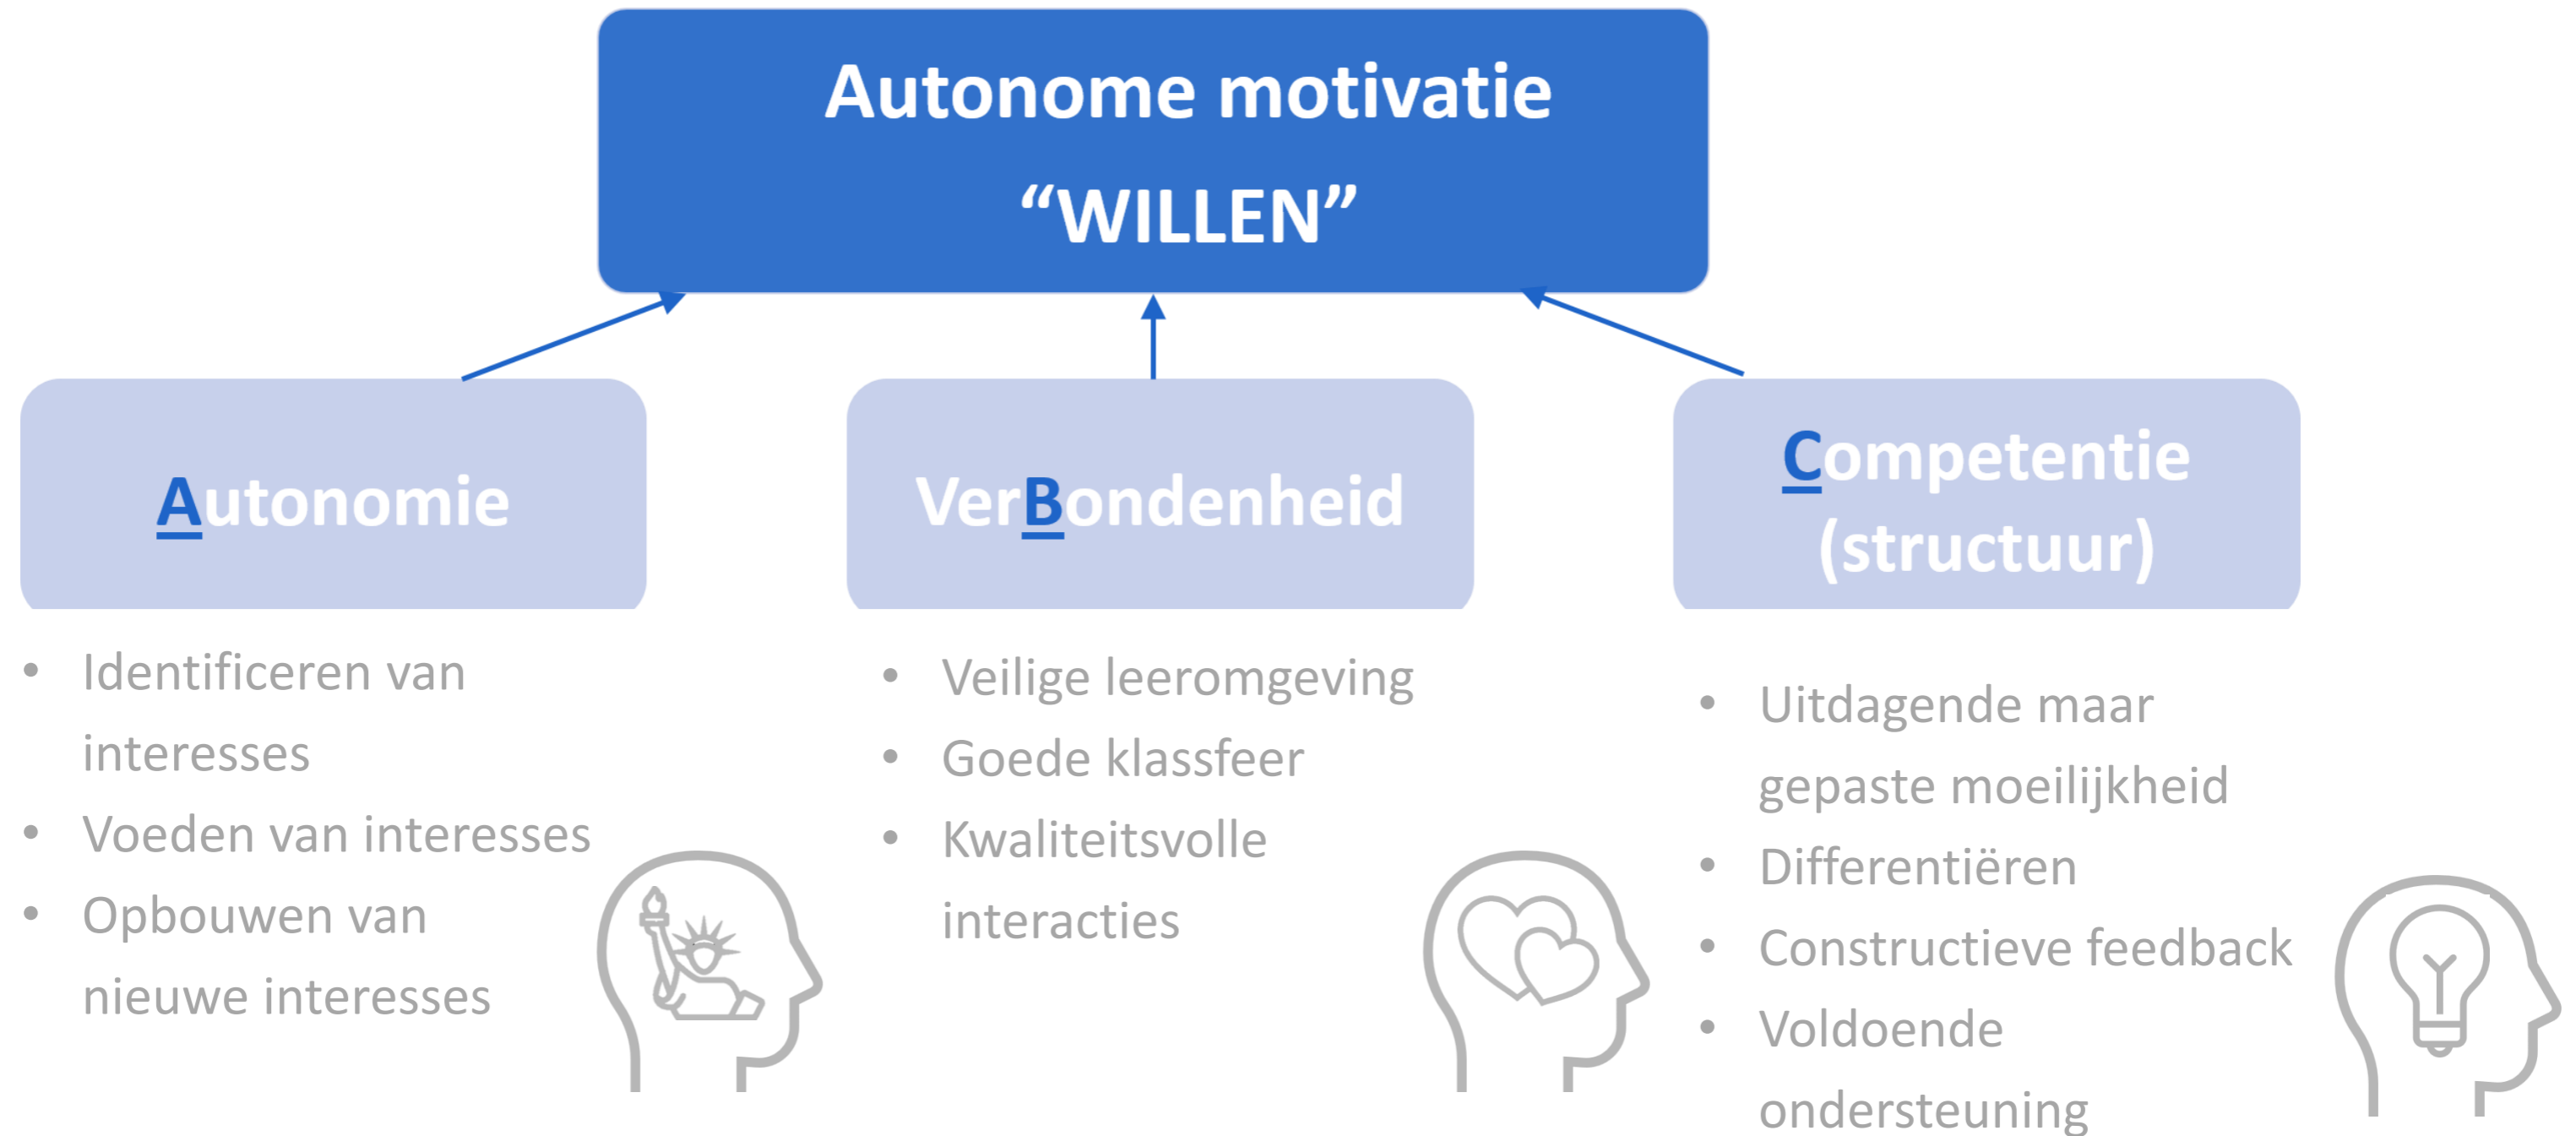 Autonome motivatie
“WILLEN”
Autonomie
VerBondenheid
Competentie
(structuur)
• Identificeren van
interesses
• Voeden van interesses
• Opbouwen van
nieuwe interesses
• Veilige leeromgeving
• Goede klassfeer
• Kwaliteitsvolle
interacties
• Uitdagende maar
gepaste moeilijkheid
• Differentiëren
• Constructieve feedback
• Voldoende
ondersteuning